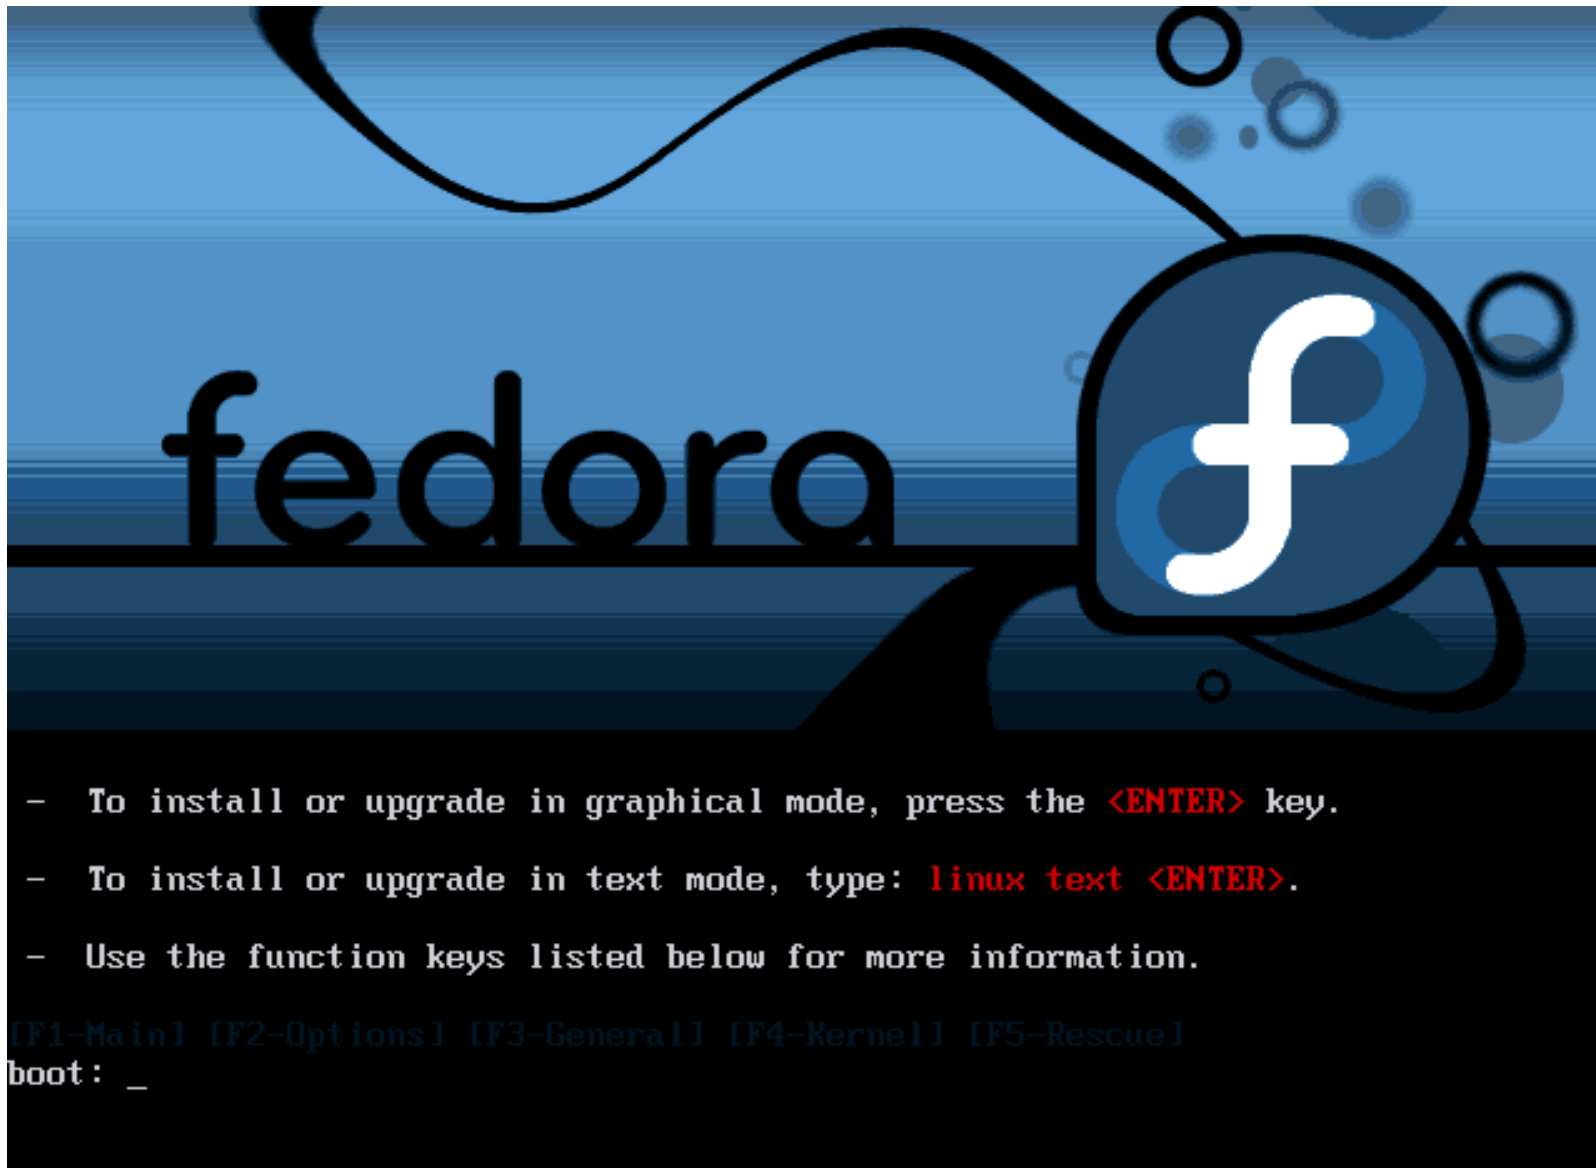 fedora
f
- To install or upgrade in graphical mode, press the <ENTER> key.
- To install or upgrade in text mode, type: linux text <ENTER>.
- Use the function keys listed below for more information.
[F1-Main] [F2-Options] [F3-General] [F4-Kernel] [F5-Rescue]
boot: _